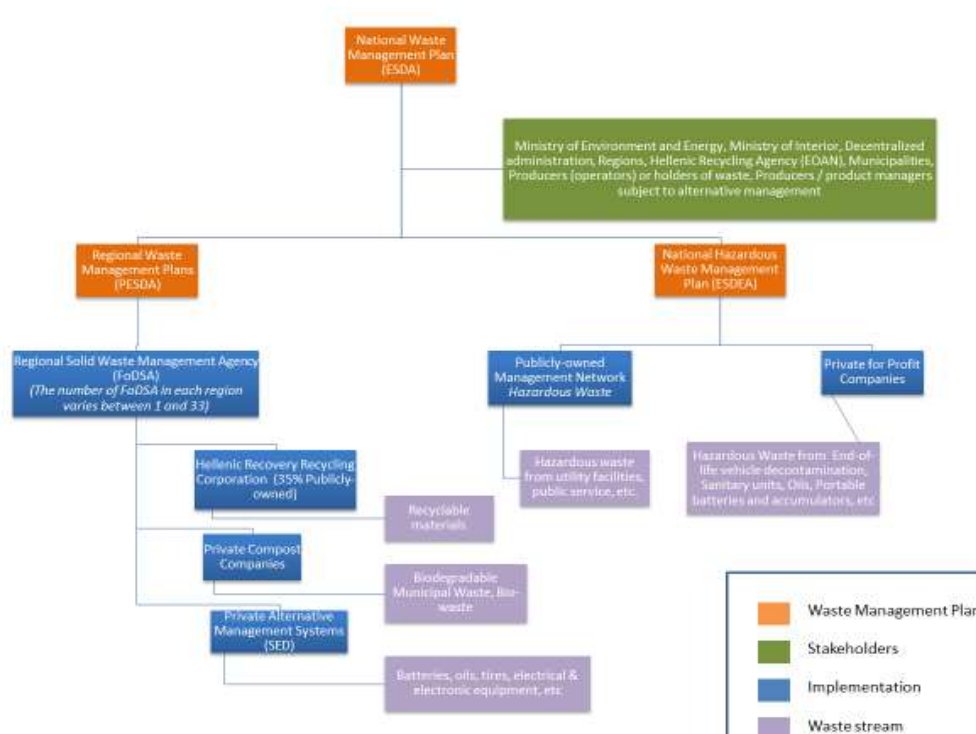 National Waste
Management Plan
(ESDA)
Ministry of Environment and Energy, Ministry of Interior, Decentralized
administration, Regions, Hellenic Recycling Agency (EOAN), Municipalities,
Producers (operators) or holders of waste, Producers / product managers
subject to alternative management
Regional Waste
Management Plans
(PESDA)
National Hazardous
Waste Management
Plan (ESDEA)
Regional Solid Waste Management Agency
(FoDSA)
(The number of FoDSA in each region
varies between 1 and 33)
Publicly-owned
Management Network
Hazardous Waste
Private for Profit
Companies
Hellenic Recovery Recycling
Corporation (35% Publicly-
owned)
Hazardous waste
from utility facilities,
public service, etc.
Hazardous Waste from End-of-
life vehicle decontamination,
Sanitary units, Oils, Portable
batteries and accumulators, etc
Recyclable
materials
Private Compost
Companies
Biodegradable
Municipal Waste, Bio-
waste
Private Alternative
Management Systems
(SED)
Batteries, oils, tires, electrical &
electronic equipment, etc
Waste Management Plan
Stakeholders
Implementation
Waste stream